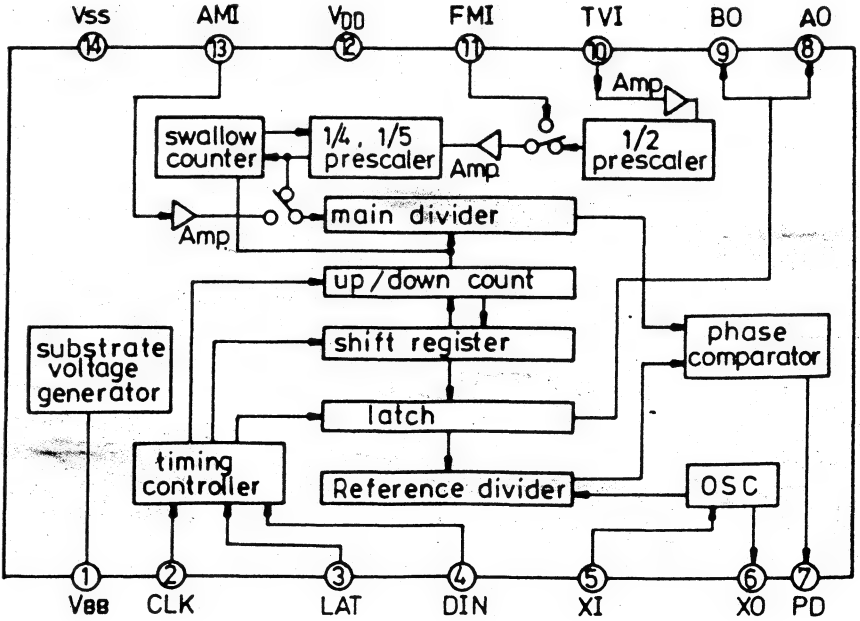 Vss AMI VDD FMI TVI BO AO
14 13 12 11 10 9 8
Amp
swallow
counter
1/4, 1/5
prescaler
Amp
1/2
prescaler
Amp
main divider
up/down count
substrate
voltage
generator
shift register
phase
comparator
latch
timing
controller
Reference divider
OSC
1 2 3 4 5 6 7
VBB CLK LAT DIN XI XO PD